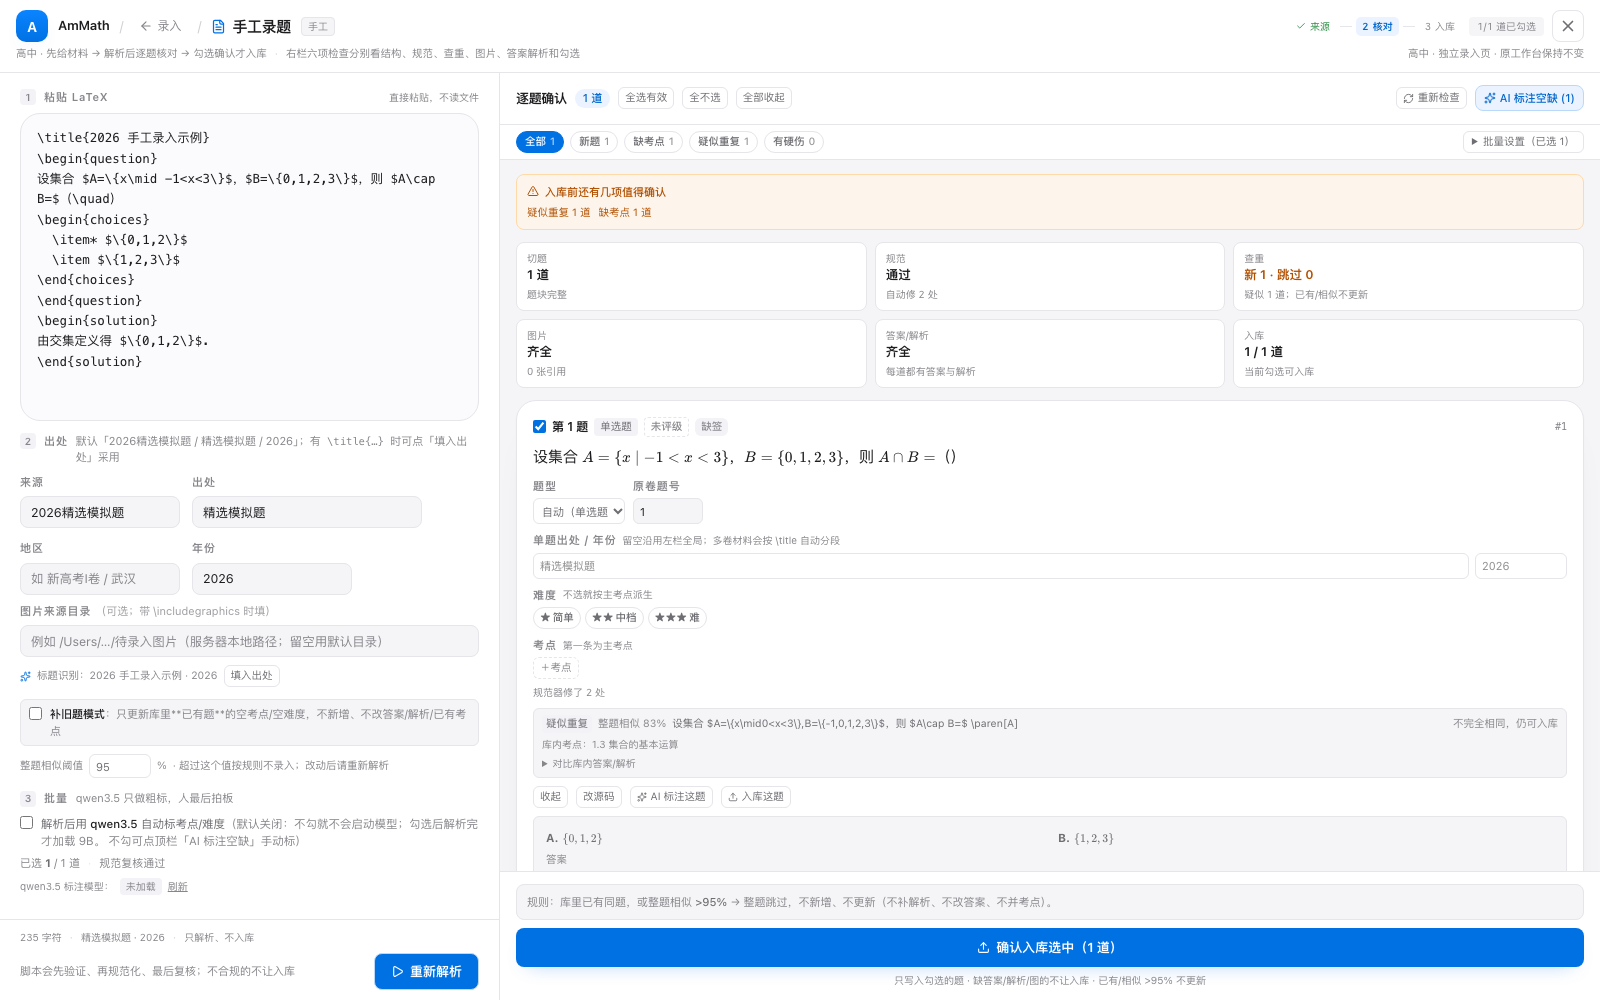 A AmMath / ← 录入 / 手工录题 手工
✓ 来源 — 2 核对 — 3 入库 1/1 道已勾选
高中 · 先给材料 → 解析后逐题核对 → 勾选确认才入库 · 右栏六项检查分别看结构、规范、查重、图片、答案解析和勾选
高中 · 独立录入页 · 原工作台保持不变
1 粘贴 LaTeX 直接粘贴，不读文件
\title{2026 手工录入示例}
\begin{question}
设集合 $A=\{x\mid -1<x<3\}$，$B=\{0,1,2,3\}$，则 $A\cap
B=$（\quad）
\begin{choices}
\item* $\{0,1,2\}$
\item $\{1,2,3\}$
\end{choices}
\end{question}
\begin{solution}
由交集定义得 $\{0,1,2\}$.
\end{solution}
2 出处 默认「2026精选模拟题 / 精选模拟题 / 2026」；有 \title{…} 时可点「填入出
处」采用
来源 出处
2026精选模拟题 精选模拟题
地区 年份
如 新高考Ⅰ卷 / 武汉 2026
图片来源目录 （可选；带 \includegraphics 时填）
例如 /Users/…/待录入图片（服务器本地路径；留空用默认目录）
标题识别：2026 手工录入示例 · 2026 填入出处
补旧题模式：只更新库里**已有题**的空考点/空难度，不新增、不改答案/解析/已有考
点
整题相似阈值 95 % · 超过这个值按规则不录入；改动后请重新解析
3 批量 qwen3.5 只做粗标，人最后拍板
解析后用 qwen3.5 自动标考点/难度（默认关闭：不勾就不会启动模型；勾选后解析完
才加载 9B。 不勾可点顶栏「AI 标注空缺」手动标）
已选 1 / 1 道 · 规范复核通过
qwen3.5 标注模型： 未加载 刷新
235 字符 · 精选模拟题 · 2026 · 只解析、不入库
脚本会先验证、再规范化、最后复核；不合规的不让入库 重新解析
逐题确认 1 道 全选有效 全不选 全部收起 重新检查 AI 标注空缺 (1)
全部 1 新题 1 缺考点 1 疑似重复 1 有硬伤 0 ▶ 批量设置（已选 1）
入库前还有几项值得确认
疑似重复 1 道 缺考点 1 道
切题 规范 查重
1 道 通过 新 1 · 跳过 0
题块完整 自动修 2 处 疑似 1 道；已有/相似不更新
图片 答案/解析 入库
齐全 齐全 1 / 1 道
0 张引用 每道都有答案与解析 当前勾选可入库
第 1 题 单选题 未评级 缺签 #1
设集合 A = {x | −1 < x < 3}，B = {0, 1, 2, 3}，则 A ∩ B =（）
题型 原卷题号
自动（单选题 1
单题出处 / 年份 留空沿用左栏全局；多卷材料会按 \title 自动分段
精选模拟题 2026
难度 不选就按主考点派生
★ 简单 ★★ 中档 ★★★ 难
考点 第一条为主考点
＋考点
规范器修了 2 处
疑似重复 整题相似 83% 设集合 $A=\{x\mid0<x<3\},B=\{-1,0,1,2,3\}$，则 $A\cap B=$ \paren[A] 不完全相同，仍可入库
库内考点：1.3 集合的基本运算
▶ 对比库内答案/解析
收起 改源码 AI 标注这题 入库这题
A. {0, 1, 2} B. {1, 2, 3}
答案
规则：库里已有同题，或整题相似 >95% → 整题跳过，不新增、不更新（不补解析、不改答案、不并考点）。
确认入库选中（1 道）
只写入勾选的题 · 缺答案/解析/图的不让入库 · 已有/相似 >95% 不更新